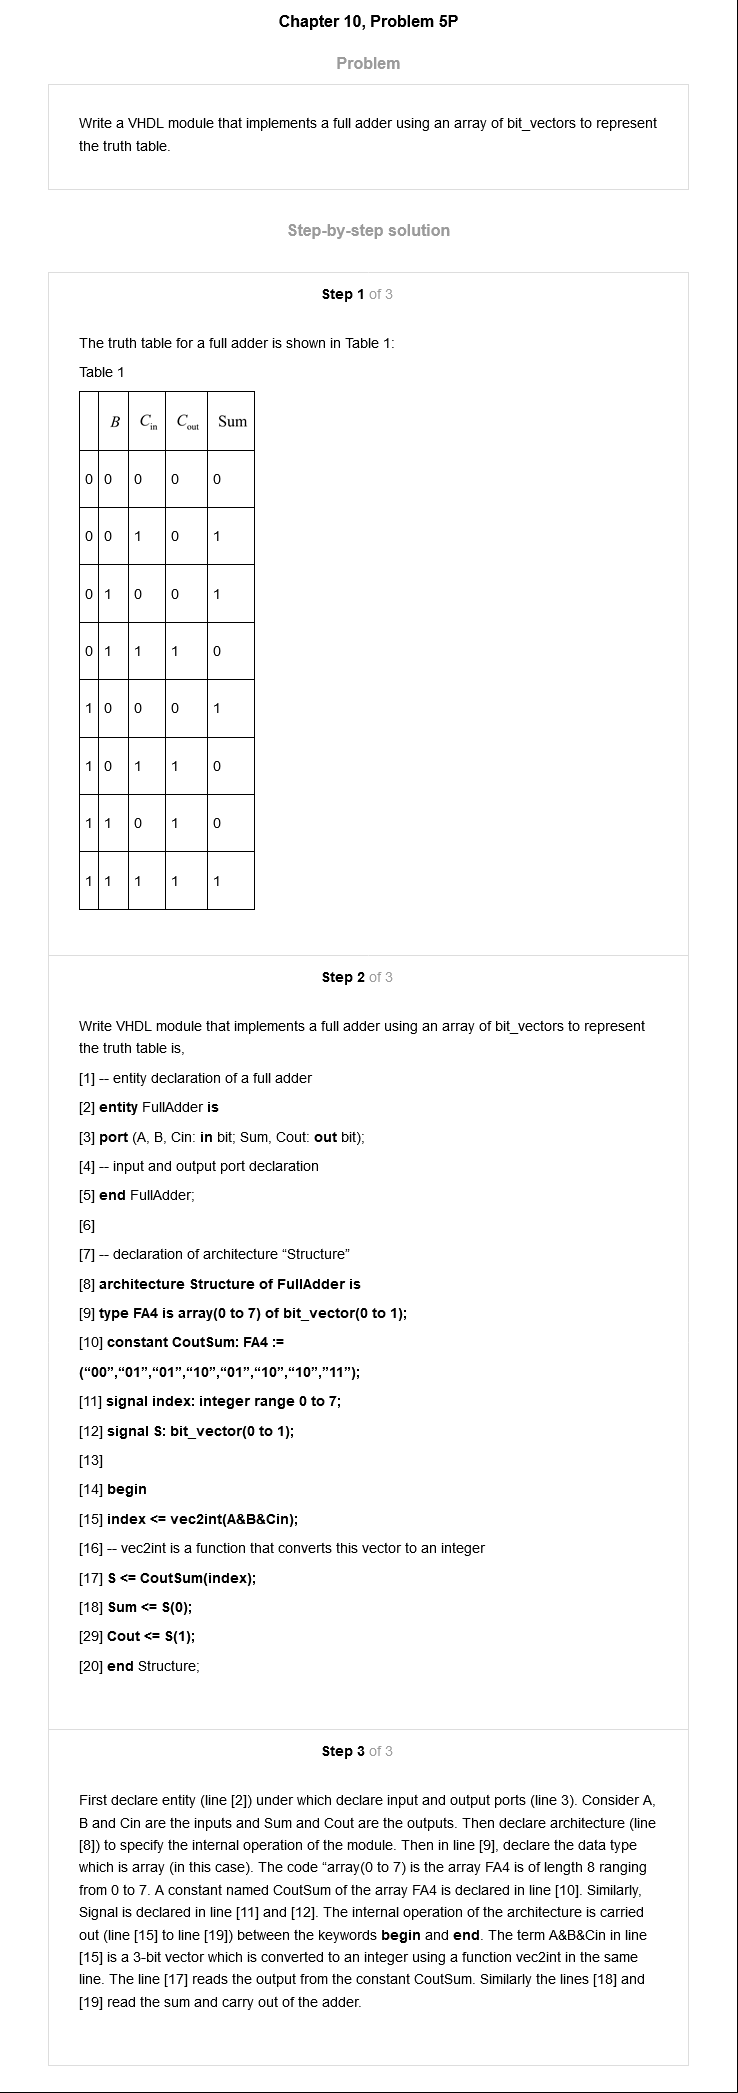 Chapter 10, Problem 5P
Problem
Write a VHDL module that implements a full adder using an array of bit_vectors to represent
the truth table.
Step-by-step solution
Step 1 of 3
The truth table for a full adder is shown in Table 1:
Table 1
B Cin Cout Sum
0 0 0 0 0
0 0 1 0 1
0 1 0 0 1
0 1 1 1 0
1 0 0 0 1
1 0 1 1 0
1 1 0 1 0
1 1 1 1 1
Step 2 of 3
Write VHDL module that implements a full adder using an array of bit_vectors to represent
the truth table is,
[1] -- entity declaration of a full adder
[2] entity FullAdder is
[3] port (A, B, Cin: in bit; Sum, Cout: out bit);
[4] -- input and output port declaration
[5] end FullAdder;
[6]
[7] -- declaration of architecture “Structure”
[8] architecture Structure of FullAdder is
[9] type FA4 is array(0 to 7) of bit_vector(0 to 1);
[10] constant CoutSum: FA4 :=
(“00”,“01”,“01”,“10”,“01”,“10”,“10”,”11”);
[11] signal index: integer range 0 to 7;
[12] signal S: bit_vector(0 to 1);
[13]
[14] begin
[15] index <= vec2int(A&B&Cin);
[16] -- vec2int is a function that converts this vector to an integer
[17] S <= CoutSum(index);
[18] Sum <= S(0);
[29] Cout <= S(1);
[20] end Structure;
Step 3 of 3
First declare entity (line [2]) under which declare input and output ports (line 3). Consider A,
B and Cin are the inputs and Sum and Cout are the outputs. Then declare architecture (line
[8]) to specify the internal operation of the module. Then in line [9], declare the data type
which is array (in this case). The code “array(0 to 7) is the array FA4 is of length 8 ranging
from 0 to 7. A constant named CoutSum of the array FA4 is declared in line [10]. Similarly,
Signal is declared in line [11] and [12]. The internal operation of the architecture is carried
out (line [15] to line [19]) between the keywords begin and end. The term A&B&Cin in line
[15] is a 3-bit vector which is converted to an integer using a function vec2int in the same
line. The line [17] reads the output from the constant CoutSum. Similarly the lines [18] and
[19] read the sum and carry out of the adder.